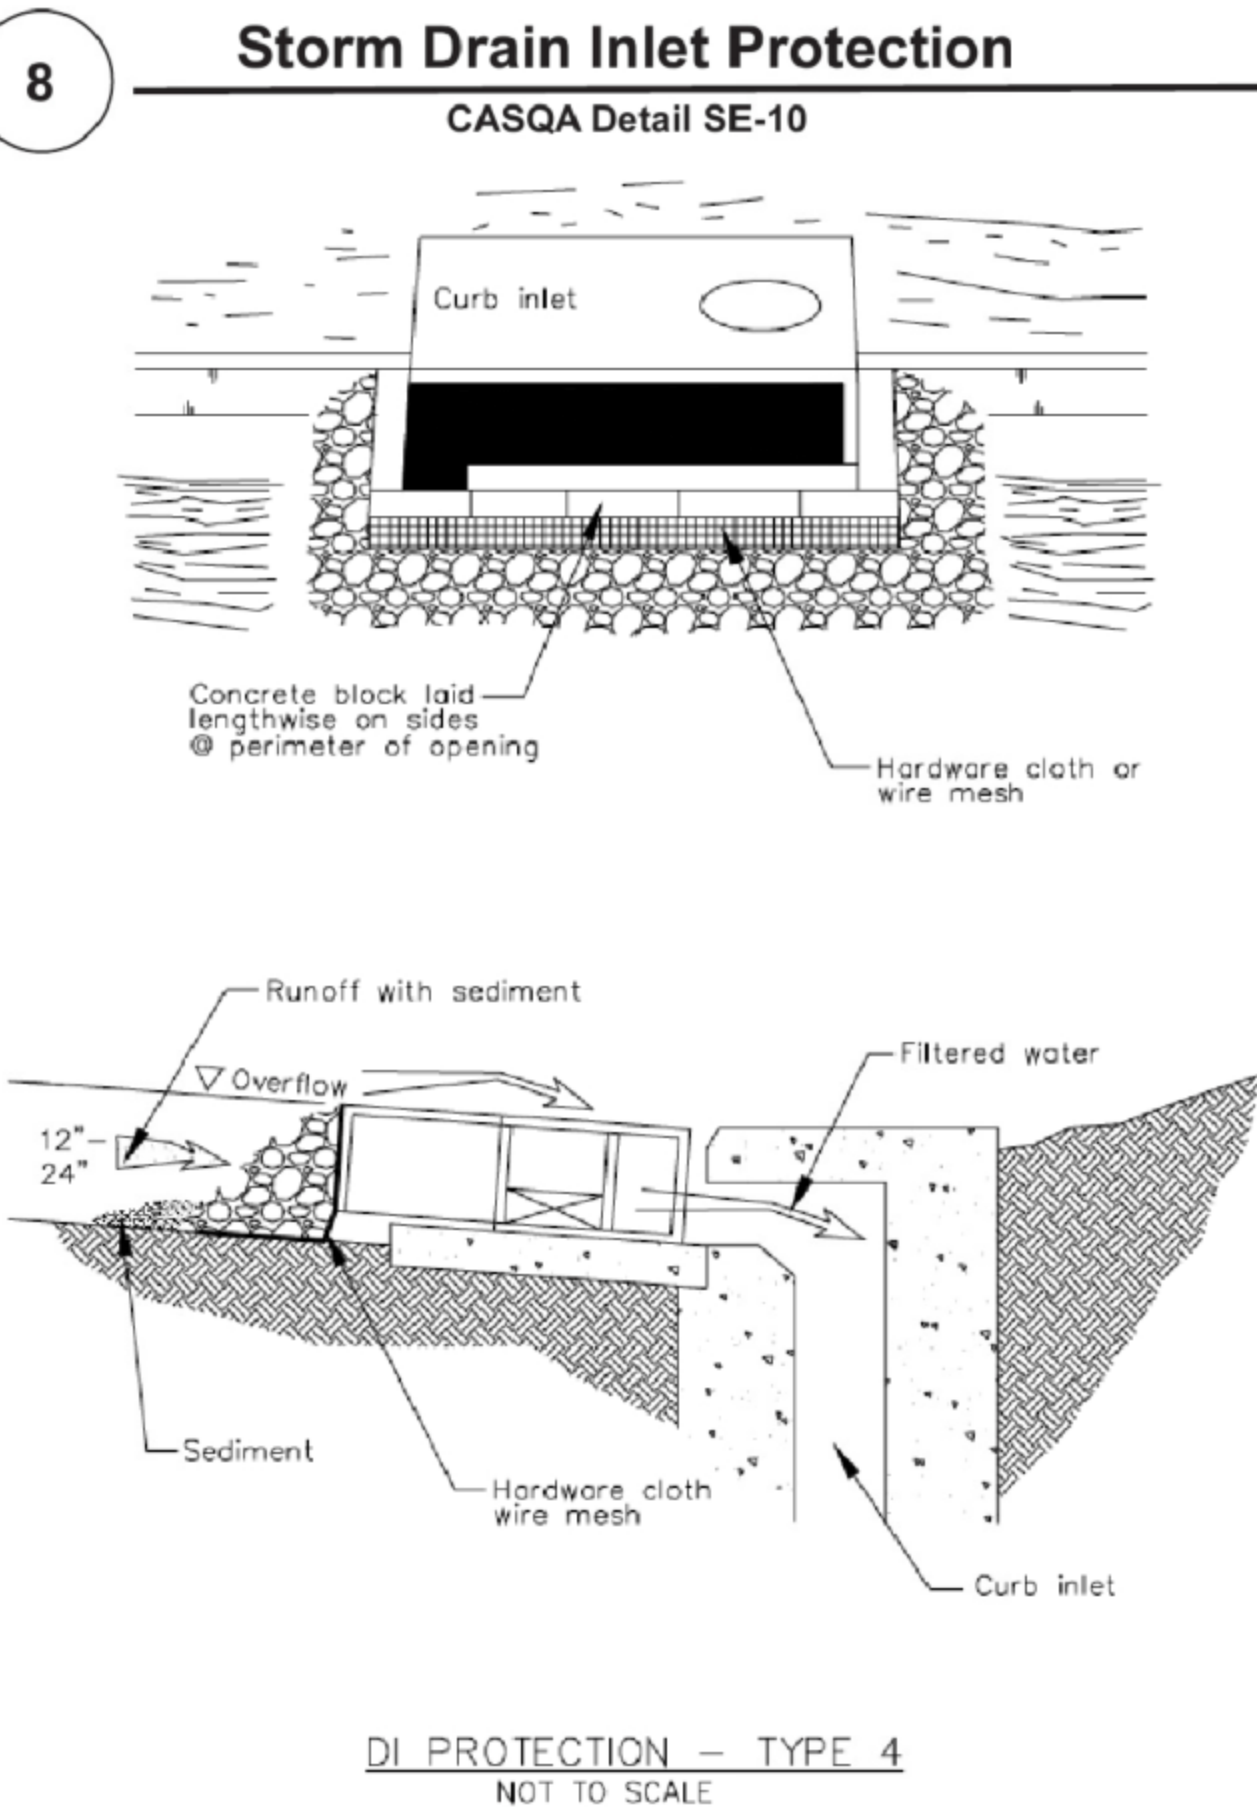 8
Storm Drain Inlet Protection
CASQA Detail SE-10
Curb inlet
Concrete block laid
lengthwise on sides
@ perimeter of opening
Hardware cloth or
wire mesh
Runoff with sediment
Overflow
Filtered water
12"-
24"
Sediment
Hardware cloth
wire mesh
Curb inlet
DI PROTECTION – TYPE 4
NOT TO SCALE